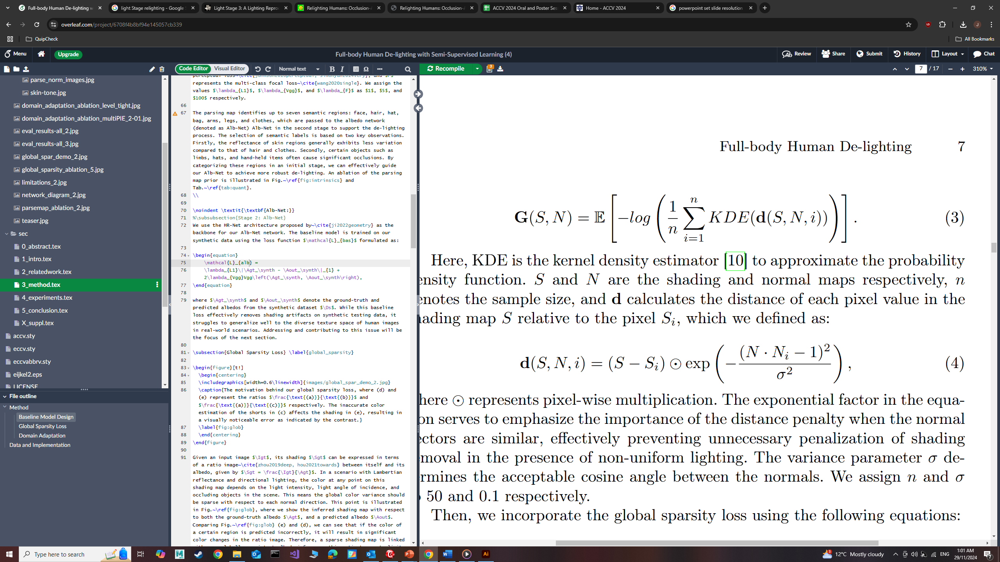 Full-body Human De-lighting w
light Stage relighting - Google S
Light Stage 3: A Lighting Repro
Relighting Humans: Occlusion-A
Relighting Humans: Occlusion-A
ACCV 2024 Oral and Poster Ses
Home - ACCV 2024
powerpoint set slide resolution
overleaf.com/project/6708f4b8bf94e145057cb339
QuipCheck
All Bookmarks
Menu
Upgrade
Full-body Human De-lighting with Semi-Supervised Learning (4)
Review
Share
Submit
History
Layout
Chat
Code Editor
Visual Editor
Normal text
B I
Recompile
3
7 / 17
310%
parse_norm_images.jpg
skin-tone.jpg
domain_adaptation_ablation_level_tight.jpg
domain_adaptation_ablation_multiPIE_2-01.jpg
eval_results-all_2.jpg
eval_results-all_3.jpg
global_spar_demo_2.jpg
global_sparsity_ablation_5.jpg
limitations_2.jpg
network_diagram_2.jpg
parsemap_ablation_2.jpg
teaser.jpg
sec
0_abstract.tex
1_intro.tex
2_relatedwork.tex
3_method.tex
4_experiments.tex
5_conclusion.tex
X_suppl.tex
accv.sty
eccv.sty
eccvabbrv.sty
eijkel2.eps
LICENSE
File outline
Method
Baseline Model Design
Global Sparsity Loss
Domain Adaptation
Data and Implementation
represents the multi-class focal loss~\cite{wang2020single}. We assign the
values $\lambda_{L1}$, $\lambda_{Vgg}$, and $\lambda_{F}$ as $1$, $5$, and
$100$ respectively.
66
67 The parsing map identifies up to seven semantic regions: face, hair, hat,
bag, arms, legs, and clothes, which are passed to the albedo network
(denoted as Alb-Net) Alb-Net in the second stage to support the de-lighting
process. The selection of semantic labels is based on two key observations.
Firstly, the reflectance of skin regions generally exhibits less variation
compared to that of hair and clothes. Secondly, certain objects such as
limbs, hats, and hand-held items often cause significant occlusions. By
categorizing these regions in an initial stage, we can effectively guide
our Alb-Net to achieve more robust de-lighting. An ablation of the parsing
map prior is illustrated in Fig.~\ref{fig:intrinsics} and
Tab.~\ref{tab:quant}.
68 \\
69
70 \noindent \textit{\textbf{Alb-Net:}}
71 %\subsubsection{Stage 2: Alb-Net}
72 We use the HR-Net architecture proposed by~\cite{ji2022geometry} as the
backbone for our Alb-Net network. The baseline model is trained on our
synthetic data using the loss function $\mathcal{L}_{bas}$ formulated as:
73
74 \begin{equation}
75 \mathcal{L}_{alb} =
76 \lambda_{L1}\|\Agt_\synth - \Aout_\synth\|_{1} +
2\lambda_{Vgg}Vgg\left(\Agt_\synth, \Aout_\synth\right),
77 \end{equation}
78
79 where $\Agt_\synth$ and $\Aout_\synth$ denote the ground-truth and
predicted albedos from the synthetic dataset $\Ds$. While this baseline
loss effectively removes shading artifacts on synthetic testing data, it
struggles to generalize well to the diverse texture space of human images
in real-world scenarios. Addressing and contributing to this issue will be
the focus of the next section.
80
81 \subsection{Global Sparsity Loss} \label{global_sparsity}
82
83 \begin{figure}[t!]
84 \begin{centering}
85 \includegraphics[width=0.6\linewidth]{images/global_spar_demo_2.jpg}
86 \caption{The motivation behind our global sparsity loss, where (d) and
(e) represent the ratios $\frac{\text{(a)}}{\text{(b)}}$ and
$\frac{\text{(a)}}{\text{(c)}}$ respectively. The inaccurate color
estimation of the shorts in (c) affects the shading in (e), resulting in
a visually noticeable error as indicated by the contrast.}
87 \label{fig:glob}
88 \end{centering}
89 \end{figure}
90
91 Given an input image $\Igt$, its shading $\Sgt$ can be expressed in terms
of a ratio image~\cite{zhou2019deep, hou2021towards} between itself and its
albedo, given by $\Sgt = \frac{\Igt}{\Agt}$. In a scenario with Lambertian
reflectance and directional lighting, the color at any point on this
shading map depends on the light intensity, light angle of incidence, and
occluding objects in the scene. This means the global color variance should
be sparse with respect to each normal direction. This point is illustrated
in Fig.~\ref{fig:glob}, where we show the inferred shading map with respect
to both the ground-truth albedo $\Agt$, and a predicted albedo $\Aout$.
Comparing Fig.~\ref{fig:glob} (e) and (d), we can see that if the color of
a certain region is predicted incorrectly, it will result in significant
color changes in the ratio image. Therefore, a sparse shading map is linked
Full-body Human De-lighting 7
G(S, N) = 𝔼 [ −log ( 1/n ∑ⁿᵢ₌₁ KDE(d(S, N, i)) ) ] . (3)
Here, KDE is the kernel density estimator [10] to approximate the probability
ensity function. S and N are the shading and normal maps respectively, n
enotes the sample size, and d calculates the distance of each pixel value in the
ading map S relative to the pixel Sᵢ, which we defined as:
d(S, N, i) = (S − Sᵢ) ⊙ exp ( − (N · Nᵢ − 1)² / σ² ) , (4)
here ⊙ represents pixel-wise multiplication. The exponential factor in the equa-
on serves to emphasize the importance of the distance penalty when the normal
ectors are similar, effectively preventing unnecessary penalization of shading
emoval in the presence of non-uniform lighting. The variance parameter σ de-
rmines the acceptable cosine angle between the normals. We assign n and σ
50 and 0.1 respectively.
Then, we incorporate the global sparsity loss using the following equations:
Type here to search
12°C Mostly cloudy
ENG
1:01 AM
29/11/2024